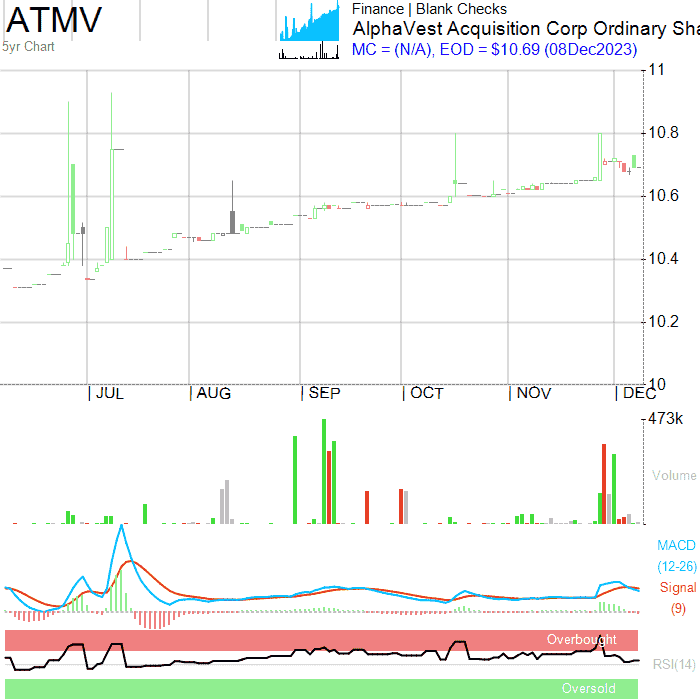 ATMV
5yr Chart
Finance | Blank Checks
AlphaVest Acquisition Corp Ordinary Sha
MC = (N/A), EOD = $10.69 (08Dec2023)
11
10.8
10.6
10.4
10.2
10
JUL AUG SEP OCT NOV DEC
473k
Volume
MACD
(12-26)
Signal
(9)
Overbought
RSI(14)
Oversold